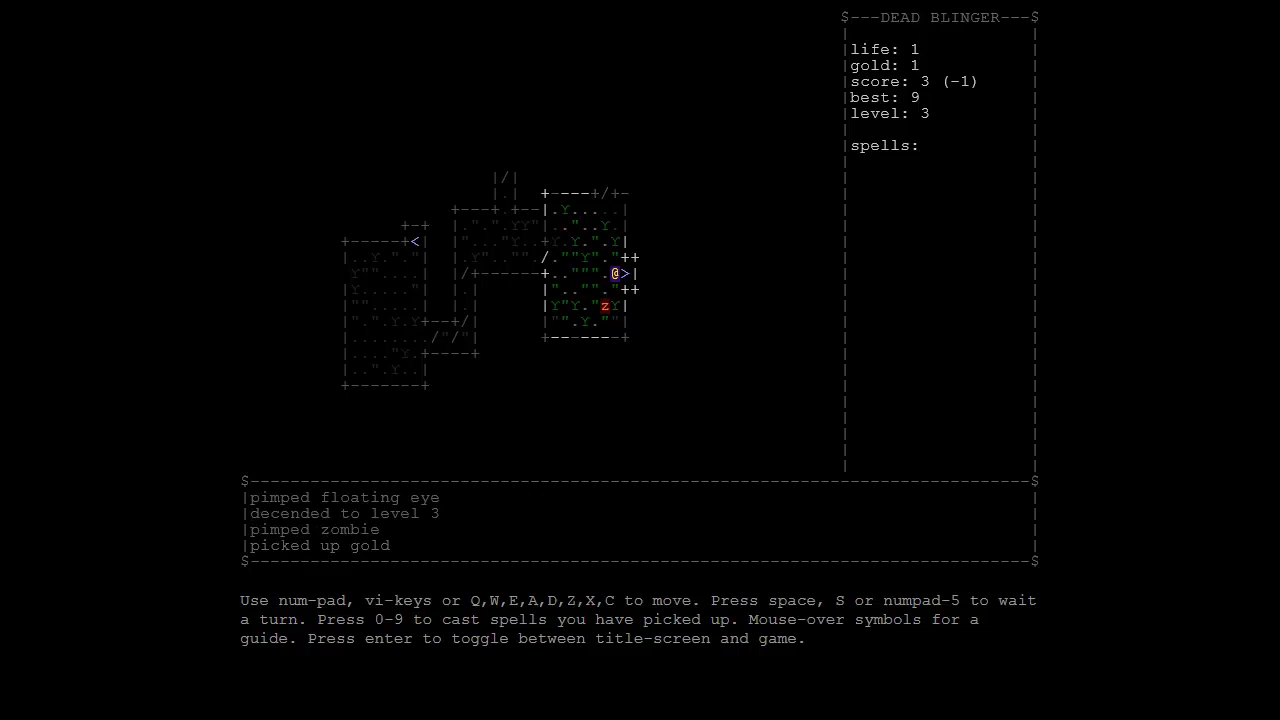 $---DEAD BLINGER---$
life: 1
gold: 1
score: 3 (-1)
best: 9
level: 3
spells:
pimped floating eye
decended to level 3
pimped zombie
picked up gold
Use num-pad, vi-keys or Q,W,E,A,D,Z,X,C to move. Press space, S or numpad-5 to wait
a turn. Press 0-9 to cast spells you have picked up. Mouse-over symbols for a
guide. Press enter to toggle between title-screen and game.